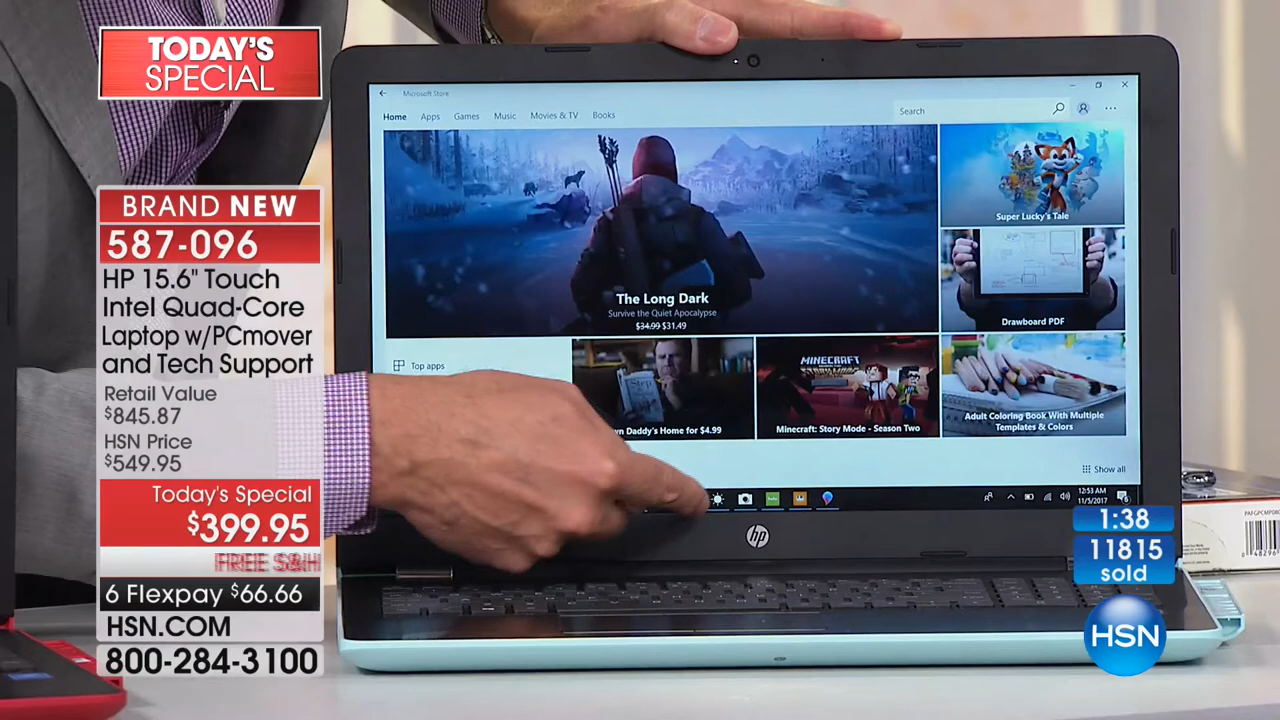 TODAY'S
SPECIAL
BRAND NEW
587-096
HP 15.6" Touch
Intel Quad-Core
Laptop w/PCmover
and Tech Support
Retail Value
$845.87
HSN Price
$549.95
Today's Special
$399.95
FREE S&H
6 Flexpay $66.66
HSN.COM
800-284-3100
Microsoft Store
Home Apps Games Music Movies & TV Books
Search
The Long Dark
Survive the Quiet Apocalypse
$34.99 $31.49
Super Lucky's Tale
Drawboard PDF
Top apps
Daddy's Home for $4.99
MINECRAFT
Minecraft: Story Mode - Season Two
Adult Coloring Book With Multiple
Templates & Colors
Show all
hulu
12:53 AM
11/5/2017
hp
1:38
11815
sold
HSN